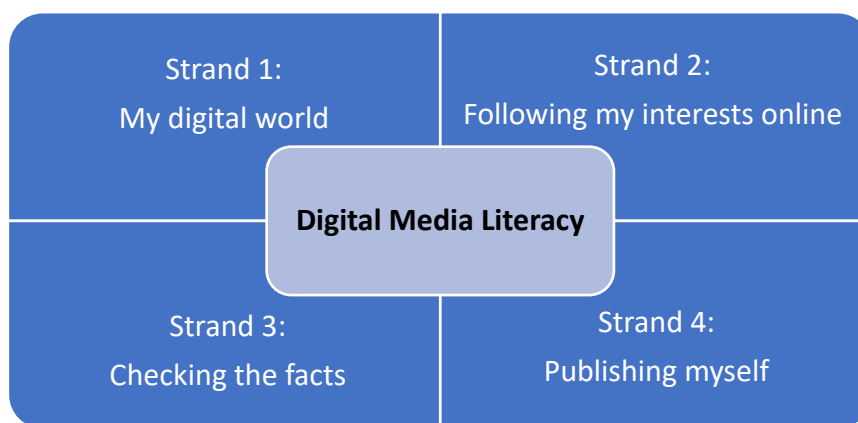 Strand 1:
My digital world
Strand 2:
Following my interests online
Digital Media Literacy
Strand 3:
Checking the facts
Strand 4:
Publishing myself